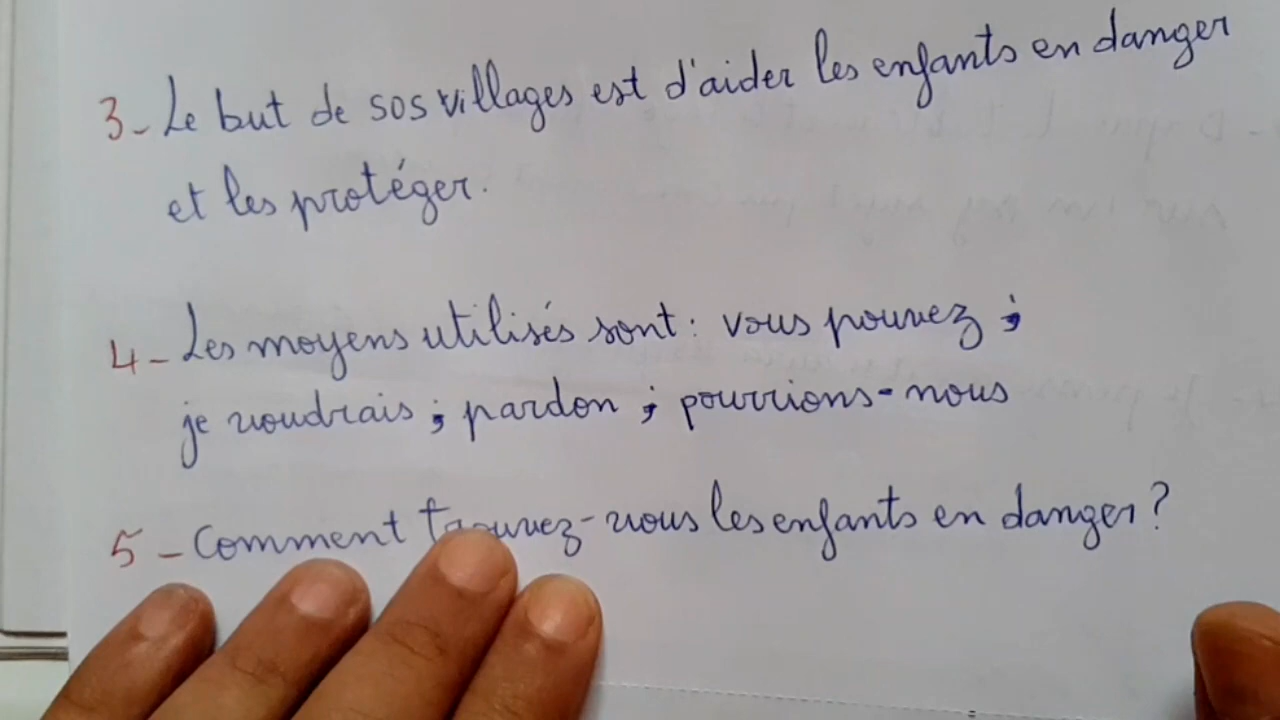 3- Le but de SOS villages est d'aider les enfants en danger
et les protéger.
4- Les moyens utilisés sont : vous pouvez ;
je voudrais ; pardon ; pourrions-nous
5- Comment trouvez-vous les enfants en danger ?